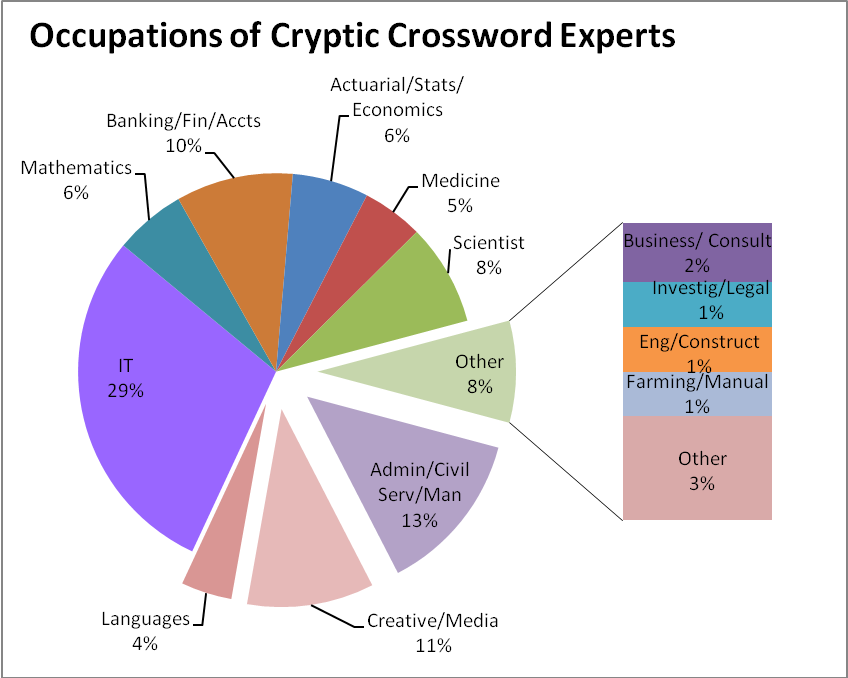 Occupations of Cryptic Crossword Experts
Actuarial/Stats/
Economics
6%
Banking/Fin/Accts
10%
Mathematics
6%
Medicine
5%
Scientist
8%
Business/ Consult
2%
Investig/Legal
1%
Eng/Construct
1%
Farming/Manual
1%
Other
3%
Other
8%
IT
29%
Admin/Civil
Serv/Man
13%
Languages
4%
Creative/Media
11%